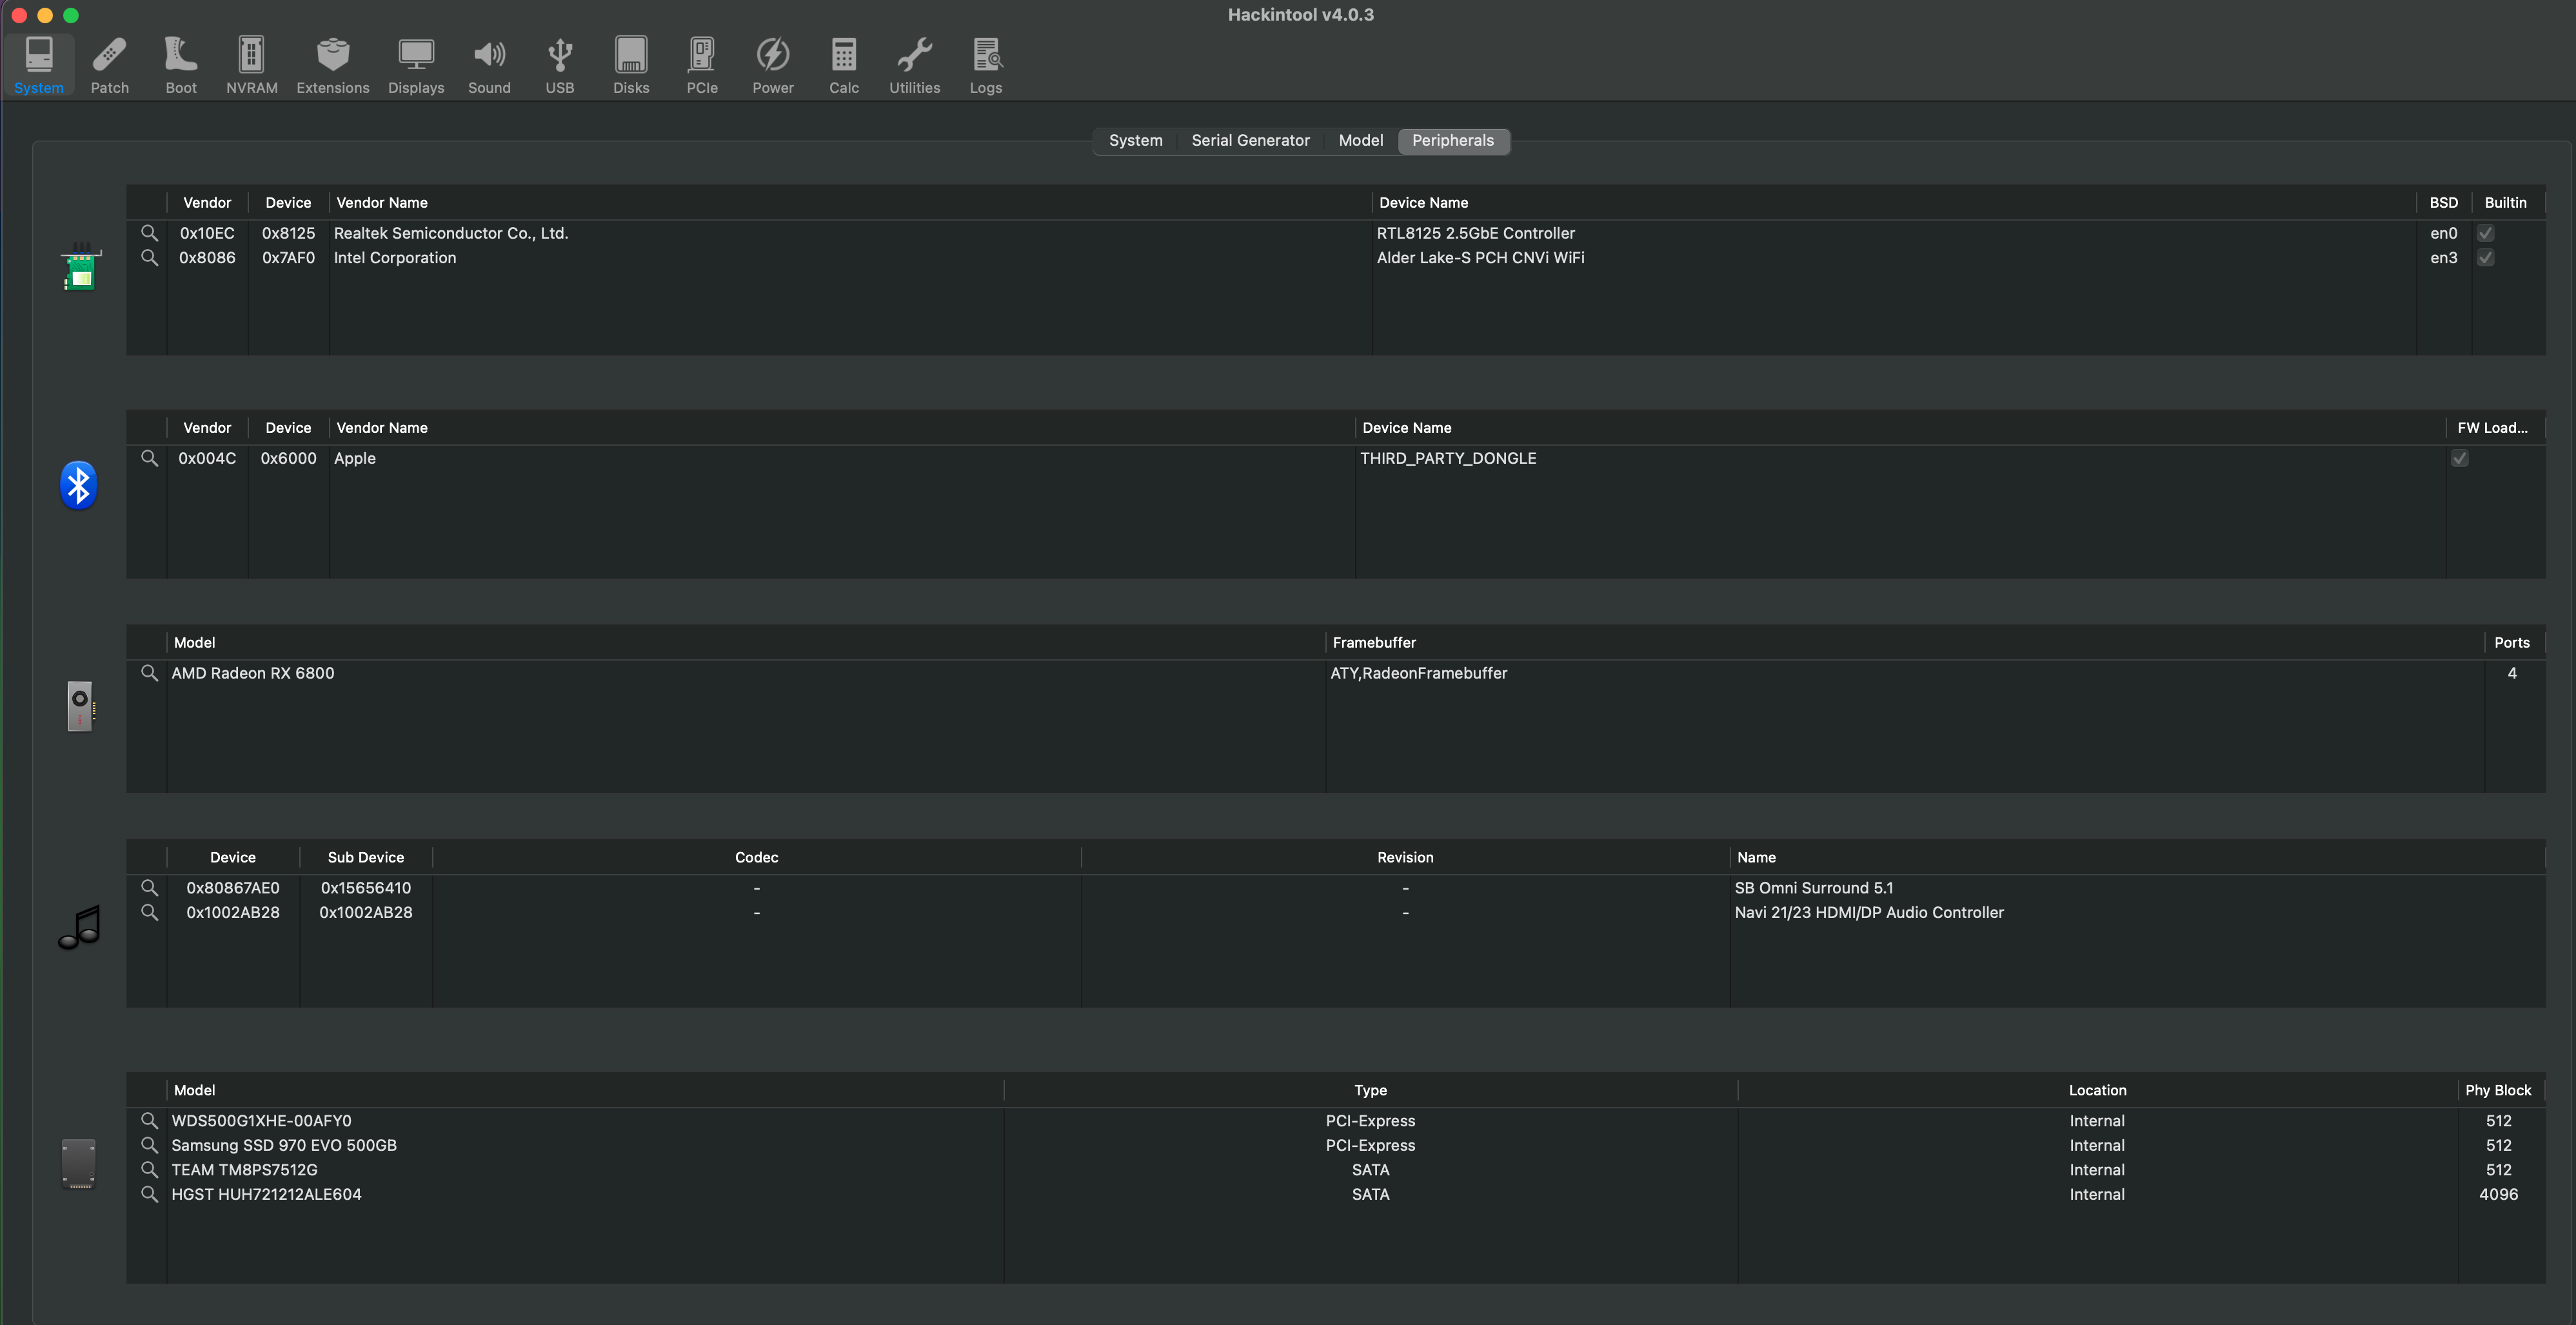 Hackintool v4.0.3
System Patch Boot NVRAM Extensions Displays Sound USB Disks PCIe Power Calc Utilities Logs
System Serial Generator Model Peripherals
Vendor Device Vendor Name Device Name BSD Builtin
0x10EC 0x8125 Realtek Semiconductor Co., Ltd. RTL8125 2.5GbE Controller en0
0x8086 0x7AF0 Intel Corporation Alder Lake-S PCH CNVi WiFi en3
Vendor Device Vendor Name Device Name FW Load...
0x004C 0x6000 Apple THIRD_PARTY_DONGLE
Model Framebuffer Ports
AMD Radeon RX 6800 ATY,RadeonFramebuffer 4
Device Sub Device Codec Revision Name
0x80867AE0 0x15656410 - - SB Omni Surround 5.1
0x1002AB28 0x1002AB28 - - Navi 21/23 HDMI/DP Audio Controller
Model Type Location Phy Block
WDS500G1XHE-00AFY0 PCI-Express Internal 512
Samsung SSD 970 EVO 500GB PCI-Express Internal 512
TEAM TM8PS7512G SATA Internal 512
HGST HUH721212ALE604 SATA Internal 4096